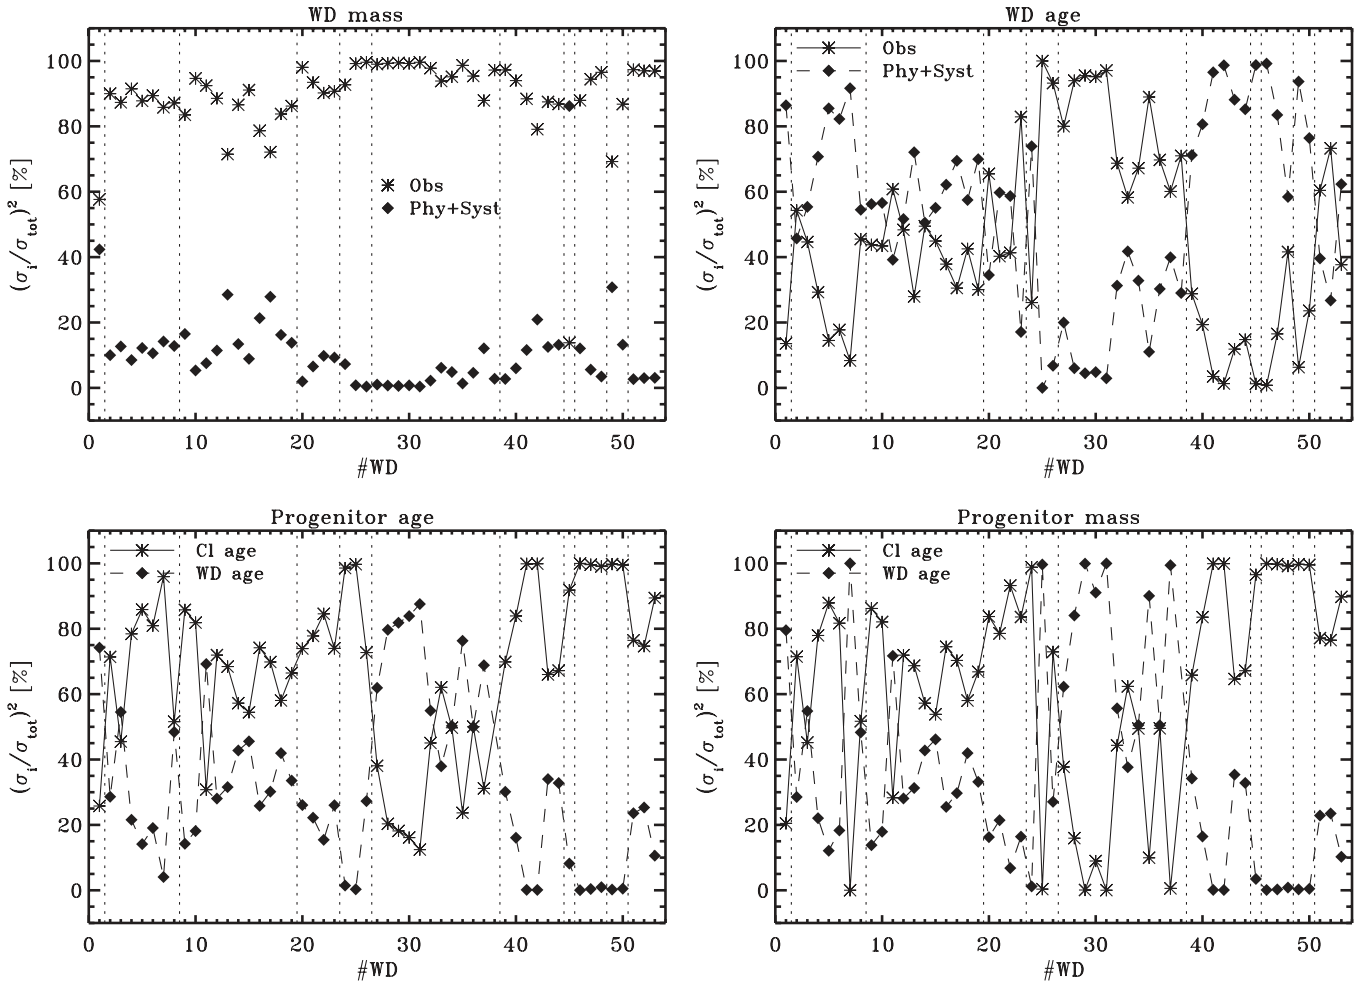 WD mass
100
80
60
40
20
0
(σi/σtot)² [%]
Obs
Phy+Syst
0 10 20 30 40 50
#WD
WD age
100
80
60
40
20
0
(σi/σtot)² [%]
Obs
Phy+Syst
0 10 20 30 40 50
#WD
Progenitor age
100
80
60
40
20
0
(σi/σtot)² [%]
Cl age
WD age
0 10 20 30 40 50
#WD
Progenitor mass
100
80
60
40
20
0
(σi/σtot)² [%]
Cl age
WD age
0 10 20 30 40 50
#WD